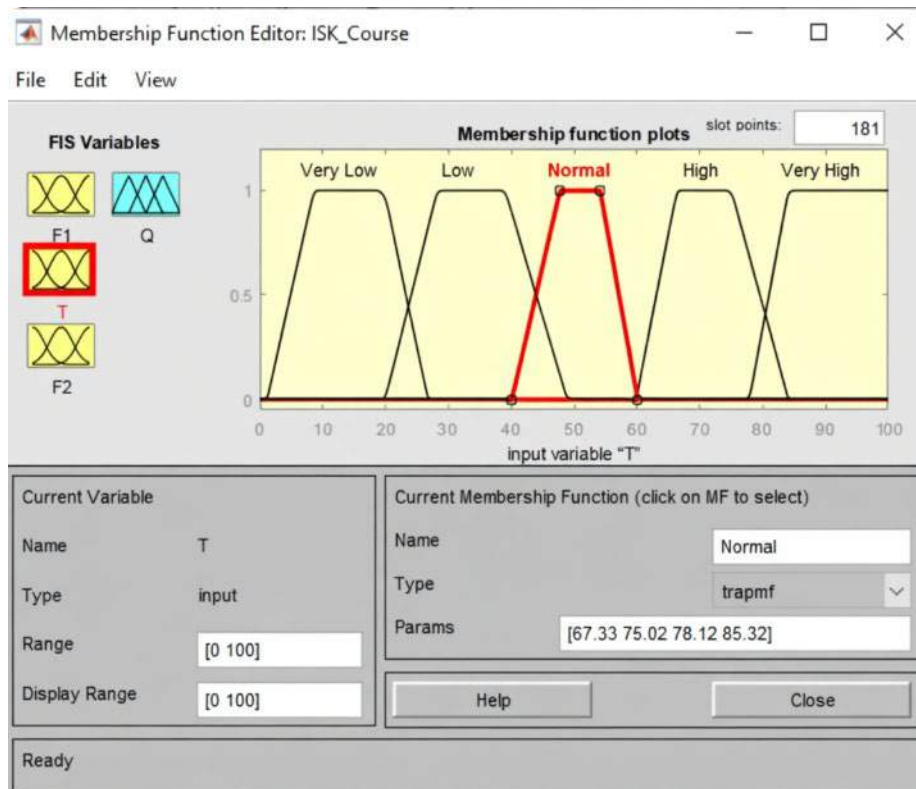 Membership Function Editor: ISK_Course
File Edit View
FIS Variables
F1
Q
T
F2
Membership function plots
slot points:
181
Very Low
Low
Normal
High
Very High
1
0.5
0
0 10 20 30 40 50 60 70 80 90 100
input variable "T"
Current Variable
Name T
Type input
Range [0 100]
Display Range [0 100]
Current Membership Function (click on MF to select)
Name Normal
Type trapmf
Params [67.33 75.02 78.12 85.32]
Help
Close
Ready